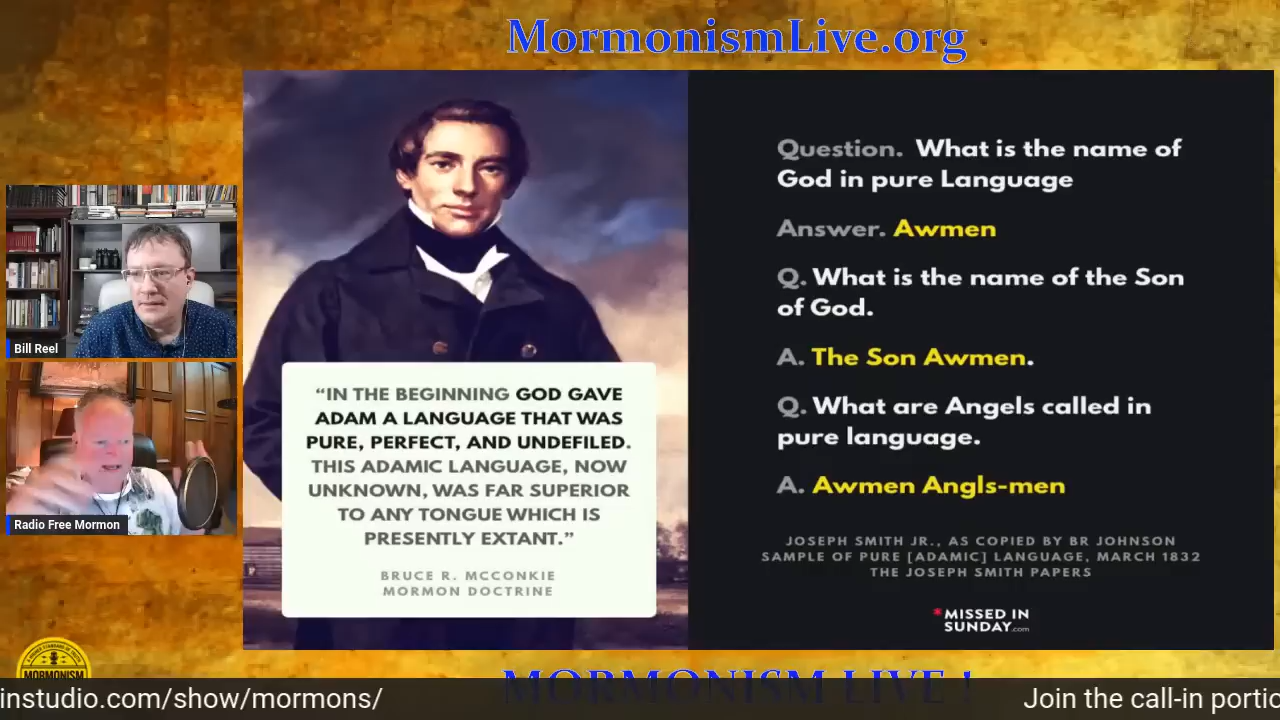 MormonismLive.org
Question. What is the name of
God in pure Language
Answer. Awmen
Q. What is the name of the Son
of God.
A. The Son Awmen.
Q. What are Angels called in
pure language.
A. Awmen Angls-men
JOSEPH SMITH JR., AS COPIED BY BR JOHNSON
SAMPLE OF PURE [ADAMIC] LANGUAGE, MARCH 1832
THE JOSEPH SMITH PAPERS
*MISSED IN
SUNDAY.com
“IN THE BEGINNING GOD GAVE
ADAM A LANGUAGE THAT WAS
PURE, PERFECT, AND UNDEFILED.
THIS ADAMIC LANGUAGE, NOW
UNKNOWN, WAS FAR SUPERIOR
TO ANY TONGUE WHICH IS
PRESENTLY EXTANT.”
BRUCE R. MCCONKIE
MORMON DOCTRINE
Bill Reel
Radio Free Mormon
MORMONISM
MORMONISM LIVE !
instudio.com/show/mormons/
Join the call-in portio